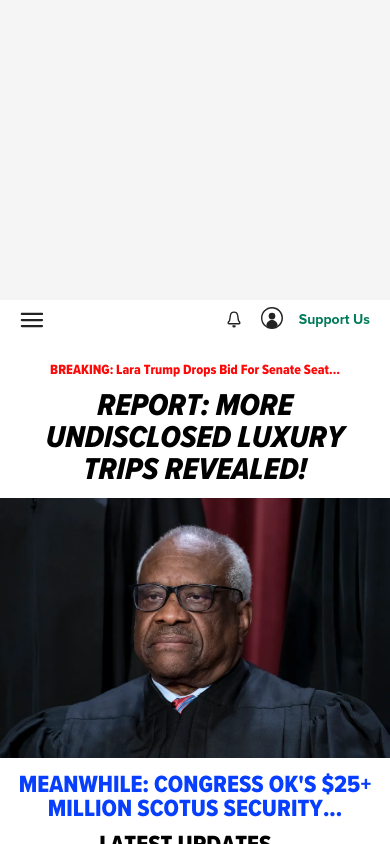 Support Us
BREAKING: Lara Trump Drops Bid For Senate Seat...
REPORT: MORE
UNDISCLOSED LUXURY
TRIPS REVEALED!
MEANWHILE: CONGRESS OK'S $25+
MILLION SCOTUS SECURITY...
LATEST UPDATES